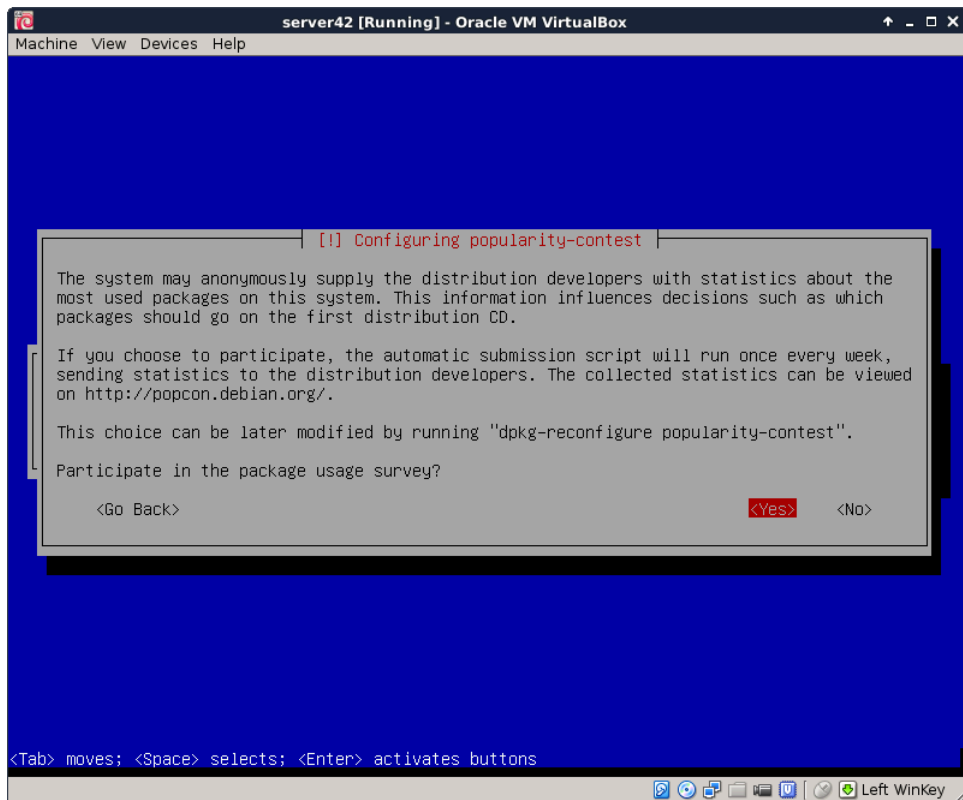 server42 [Running] - Oracle VM VirtualBox
Machine View Devices Help
[!] Configuring popularity-contest
The system may anonymously supply the distribution developers with statistics about the
most used packages on this system. This information influences decisions such as which
packages should go on the first distribution CD.
If you choose to participate, the automatic submission script will run once every week,
sending statistics to the distribution developers. The collected statistics can be viewed
on http://popcon.debian.org/.
This choice can be later modified by running "dpkg-reconfigure popularity-contest".
Participate in the package usage survey?
<Go Back> <Yes> <No>
<Tab> moves; <Space> selects; <Enter> activates buttons
Left WinKey